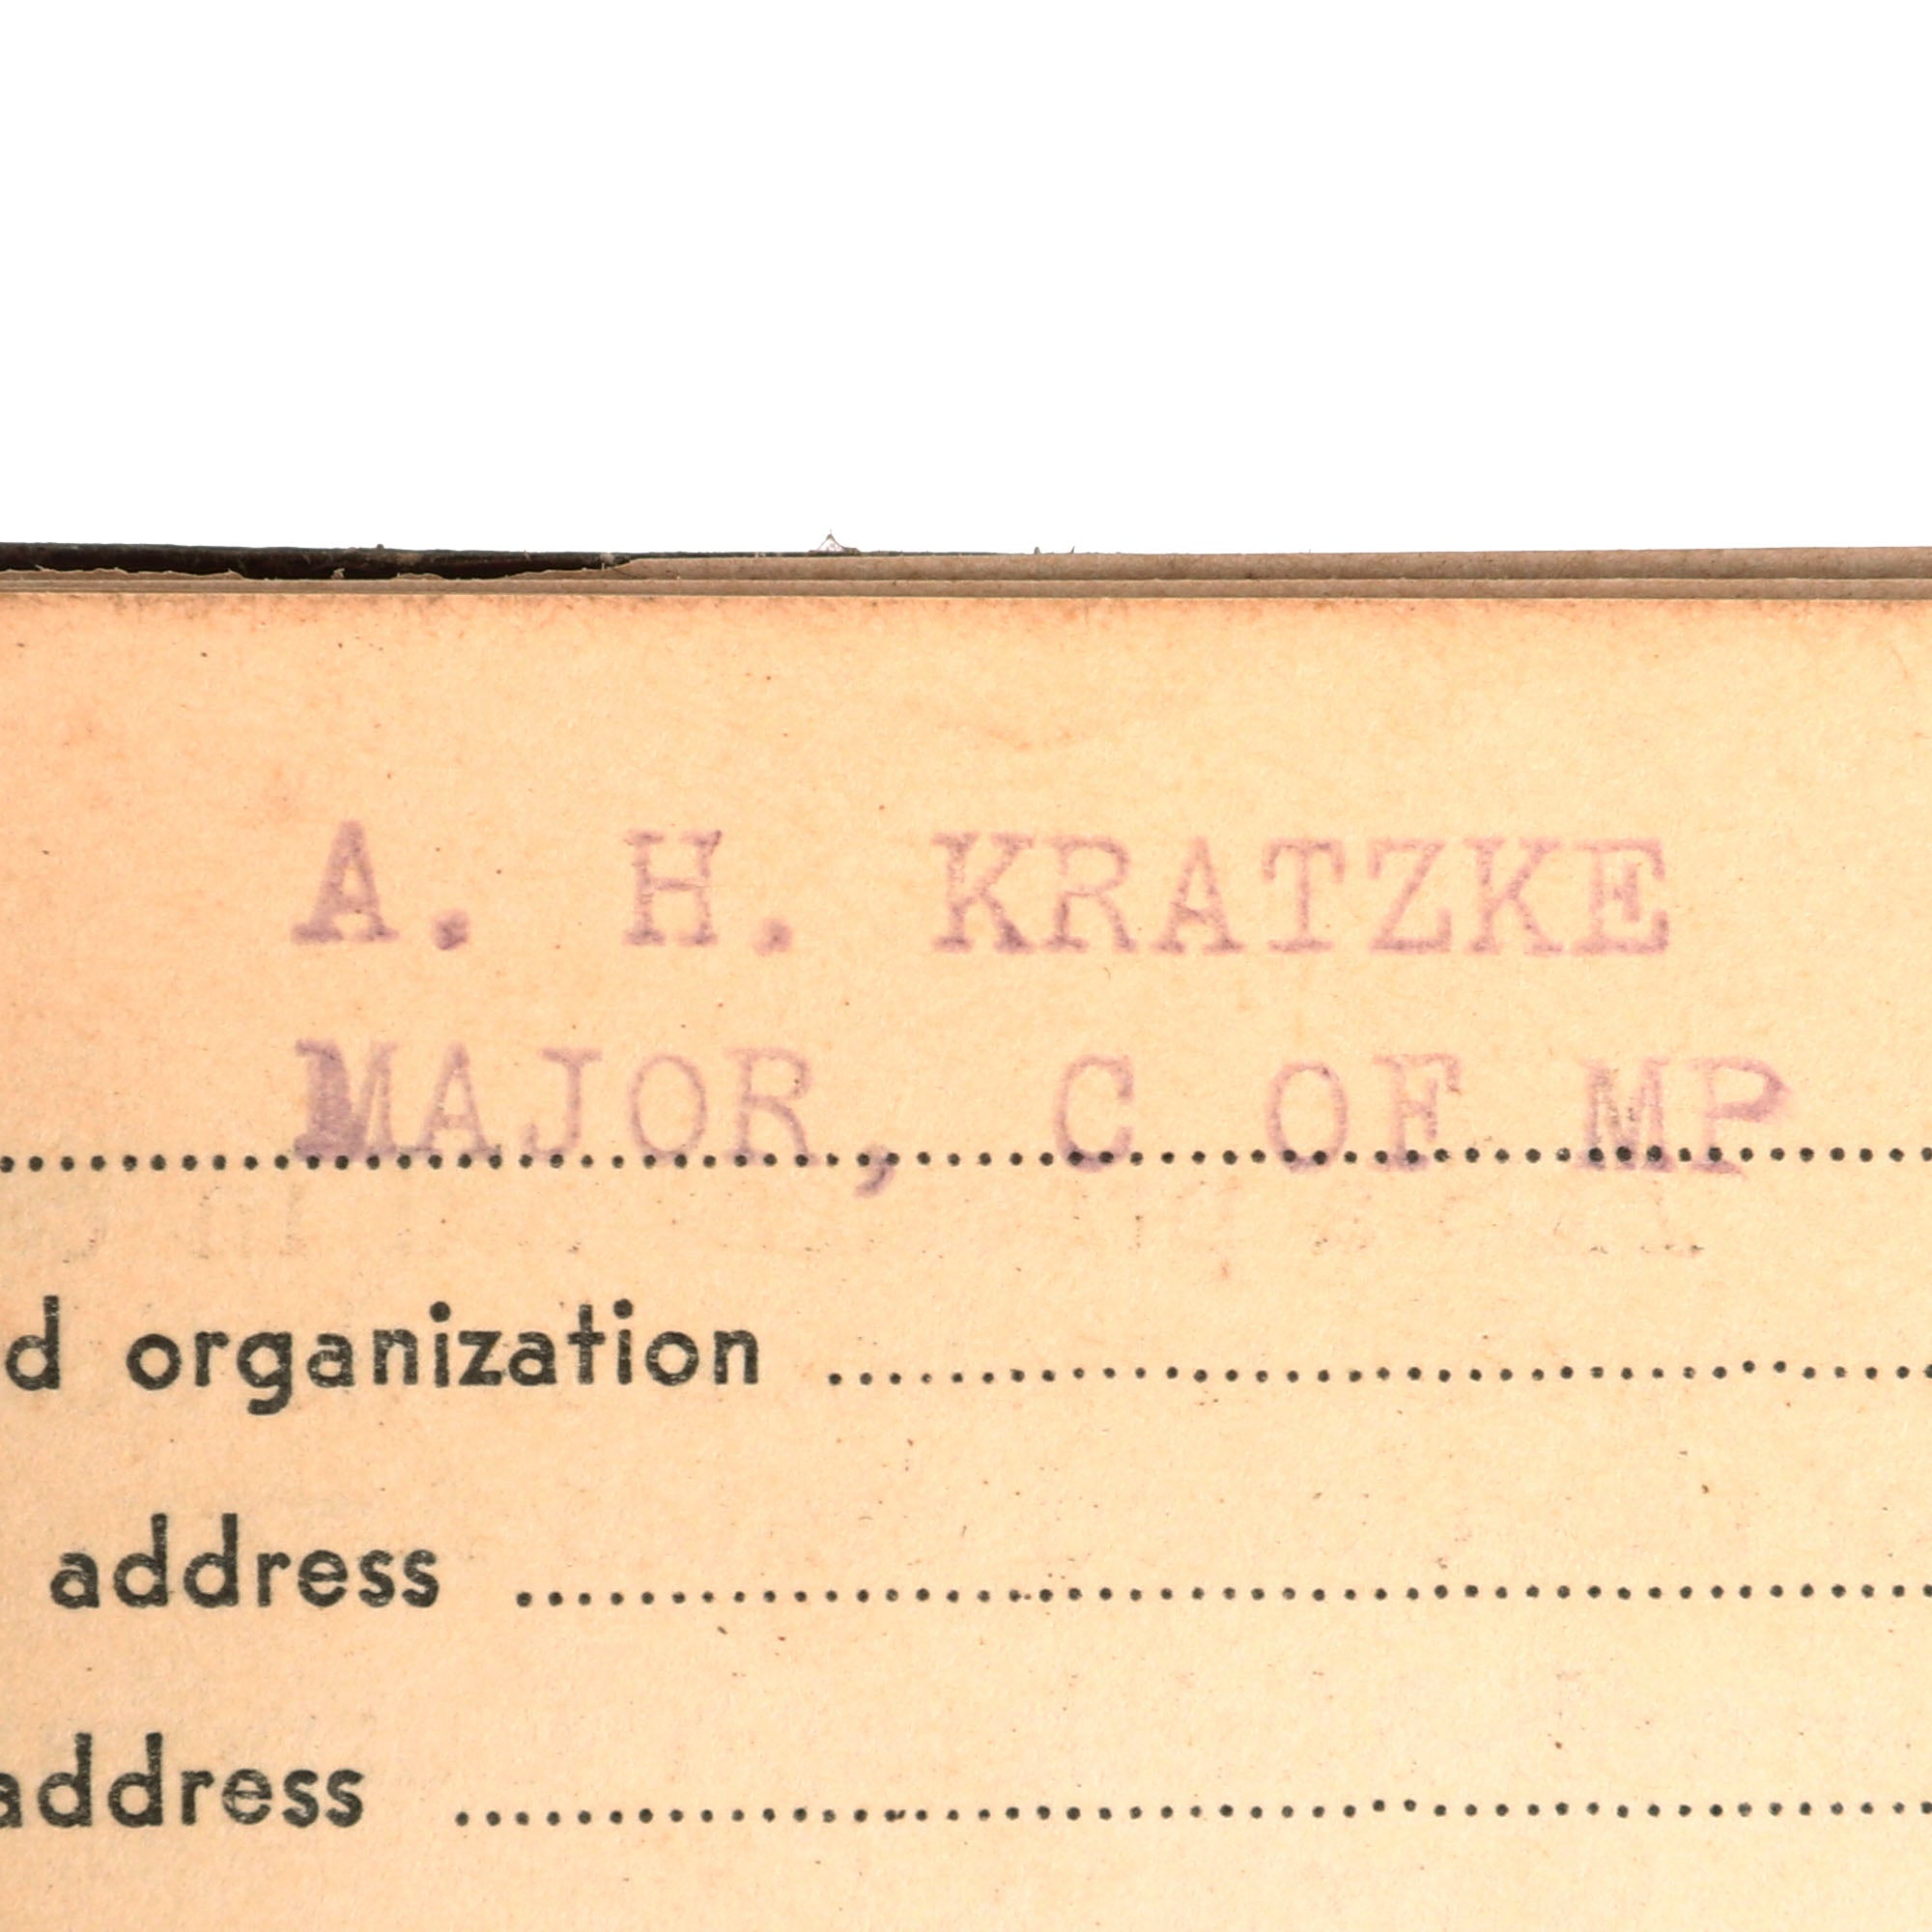 A. H. KRATZKE
MAJOR, C OF MP
d organization
address
address